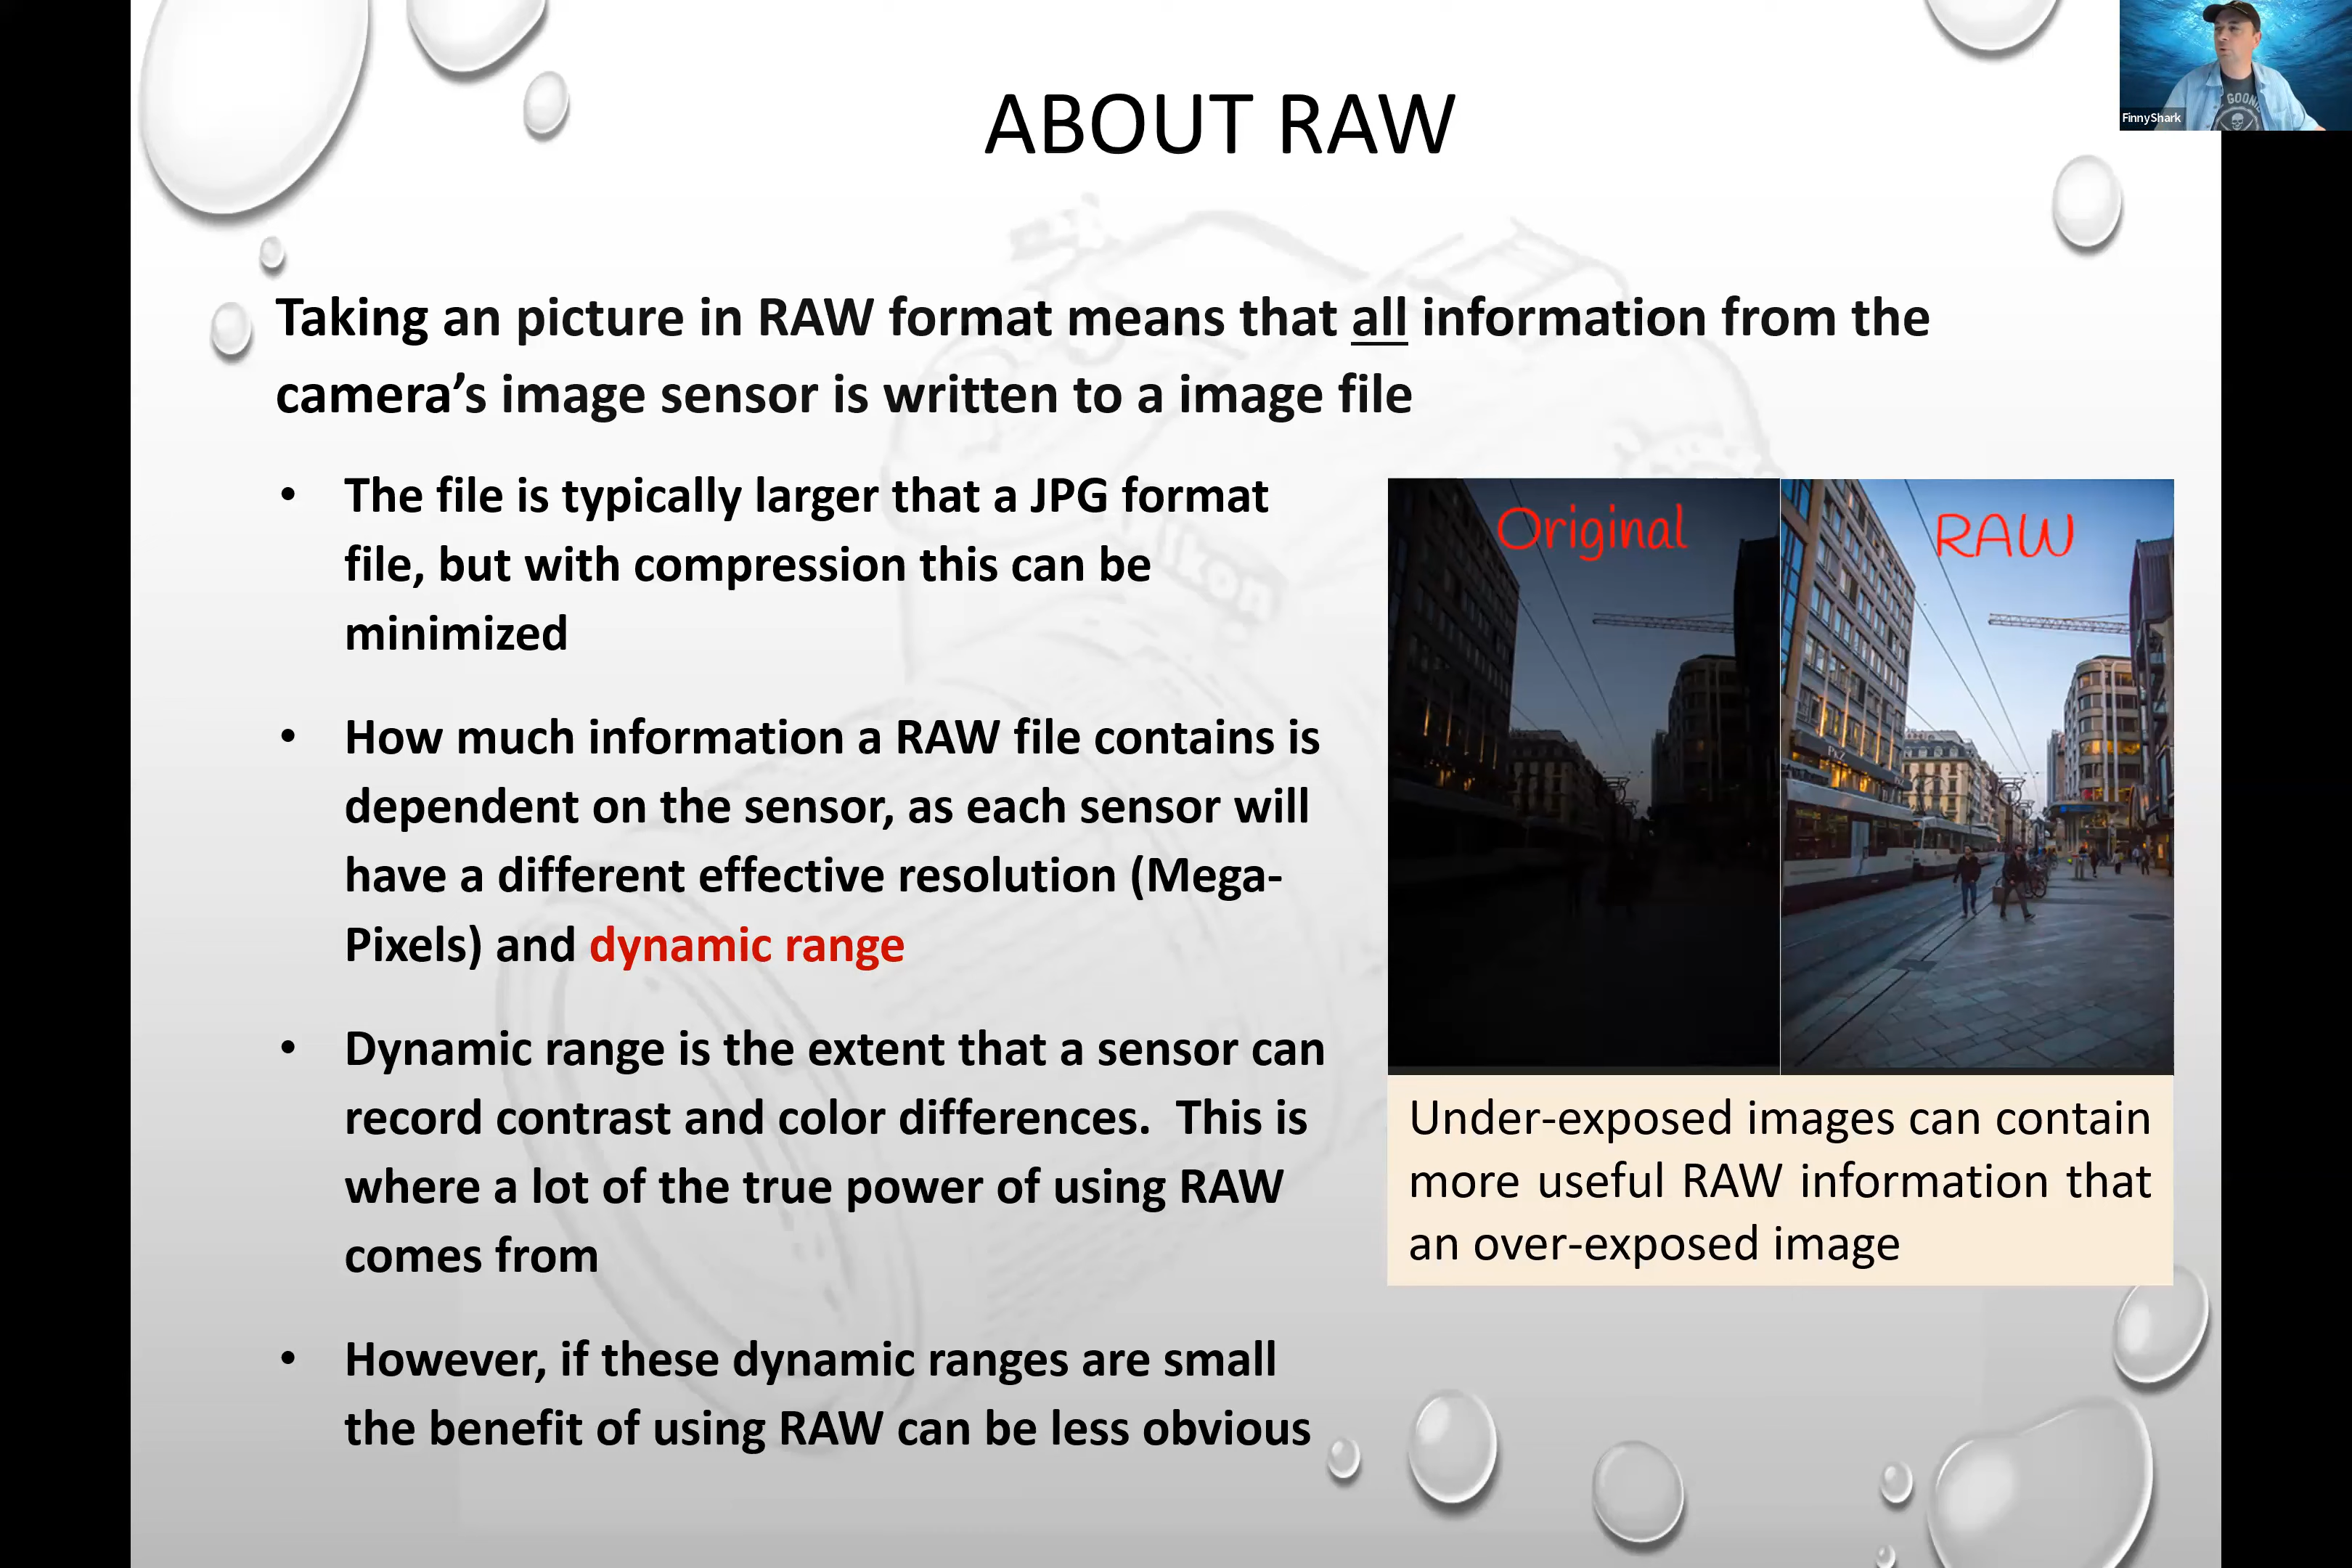 ABOUT RAW
FinnyShark
GOONI
Taking an picture in RAW format means that all information from the
camera’s image sensor is written to a image file
• The file is typically larger that a JPG format
file, but with compression this can be
minimized
• How much information a RAW file contains is
dependent on the sensor, as each sensor will
have a different effective resolution (Mega-
Pixels) and dynamic range
• Dynamic range is the extent that a sensor can
record contrast and color differences.  This is
where a lot of the true power of using RAW
comes from
• However, if these dynamic ranges are small
the benefit of using RAW can be less obvious
ikon
Original
RAW
Under-exposed images can contain
more useful RAW information that
an over-exposed image